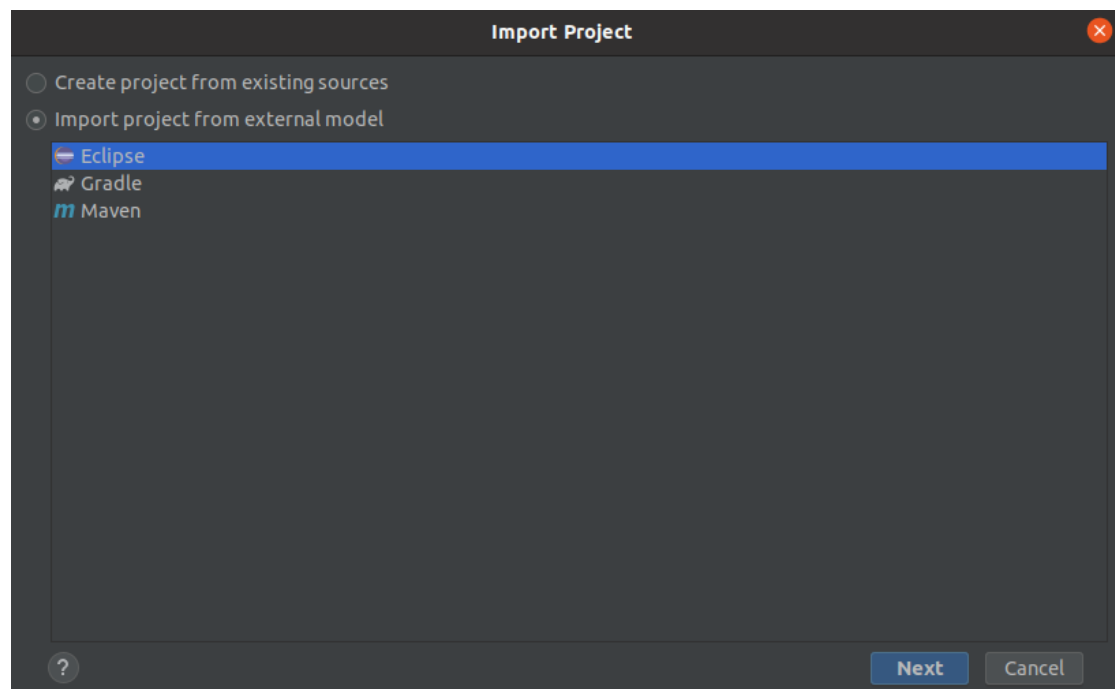 Import Project
Create project from existing sources
Import project from external model
Eclipse
Gradle
m Maven
?
Next Cancel